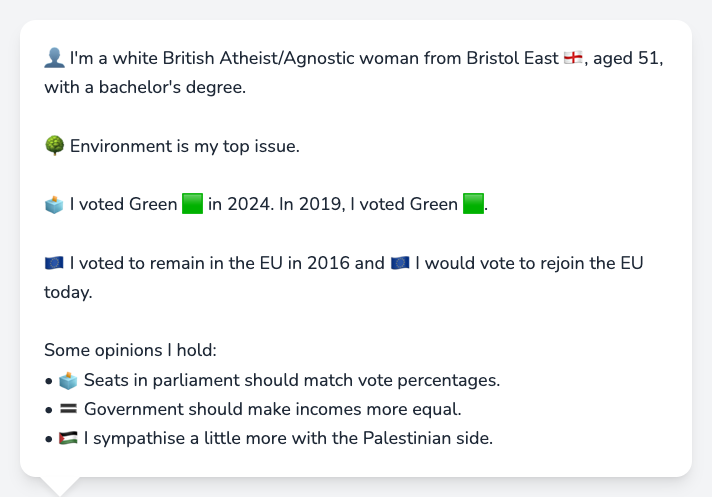 👤 I'm a white British Atheist/Agnostic woman from Bristol East 🏴󠁧󠁢󠁥󠁮󠁧󠁿, aged 51,
with a bachelor's degree.
🌳 Environment is my top issue.
🗳️ I voted Green 🟩 in 2024. In 2019, I voted Green 🟩.
🇪🇺 I voted to remain in the EU in 2016 and 🇪🇺 I would vote to rejoin the EU
today.
Some opinions I hold:
• 🗳️ Seats in parliament should match vote percentages.
• 🟰 Government should make incomes more equal.
• 🇵🇸 I sympathise a little more with the Palestinian side.